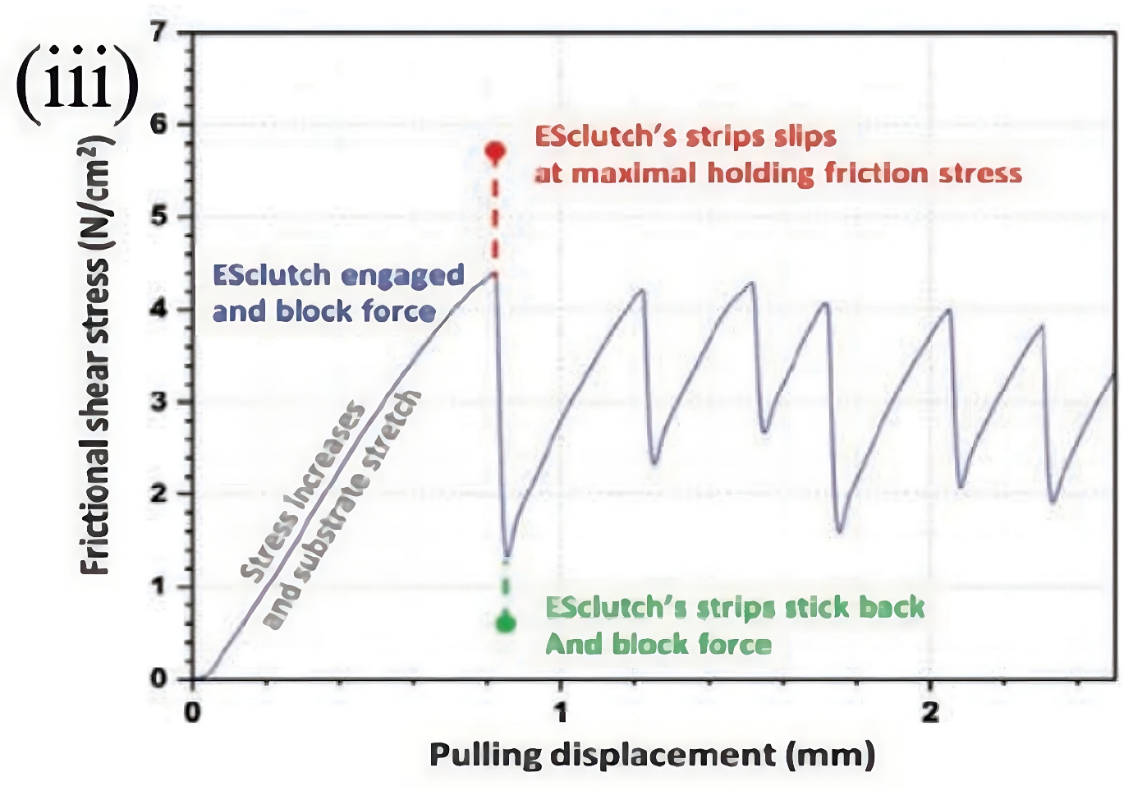 (iii)
7
6
5
4
3
2
1
0
Frictional shear stress (N/cm²)
ESclutch's strips slips
at maximal holding friction stress
ESclutch engaged
and block force
Stress increases
and substrate stretch
ESclutch's strips stick back
And block force
0 1 2
Pulling displacement (mm)